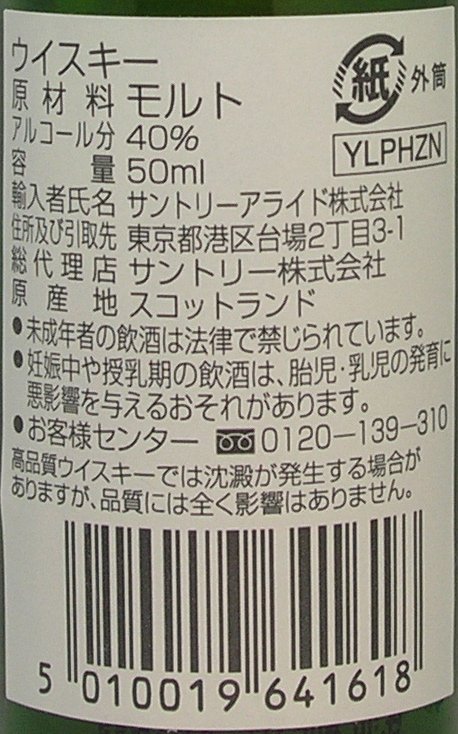 ウイスキー
紙 外筒
原材料 モルト
アルコール分 40%
YLPHZN
容量 50ml
輸入者氏名 サントリーアライド株式会社
住所及び引取先 東京都港区台場2丁目3-1
総代理店 サントリー株式会社
原産地 スコットランド
●未成年者の飲酒は法律で禁じられています。
●妊娠中や授乳期の飲酒は、胎児・乳児の発育に
悪影響を与えるおそれがあります。
●お客様センター 0120-139-310
高品質ウイスキーでは沈澱が発生する場合が
ありますが、品質には全く影響はありません。
5 010019 641618